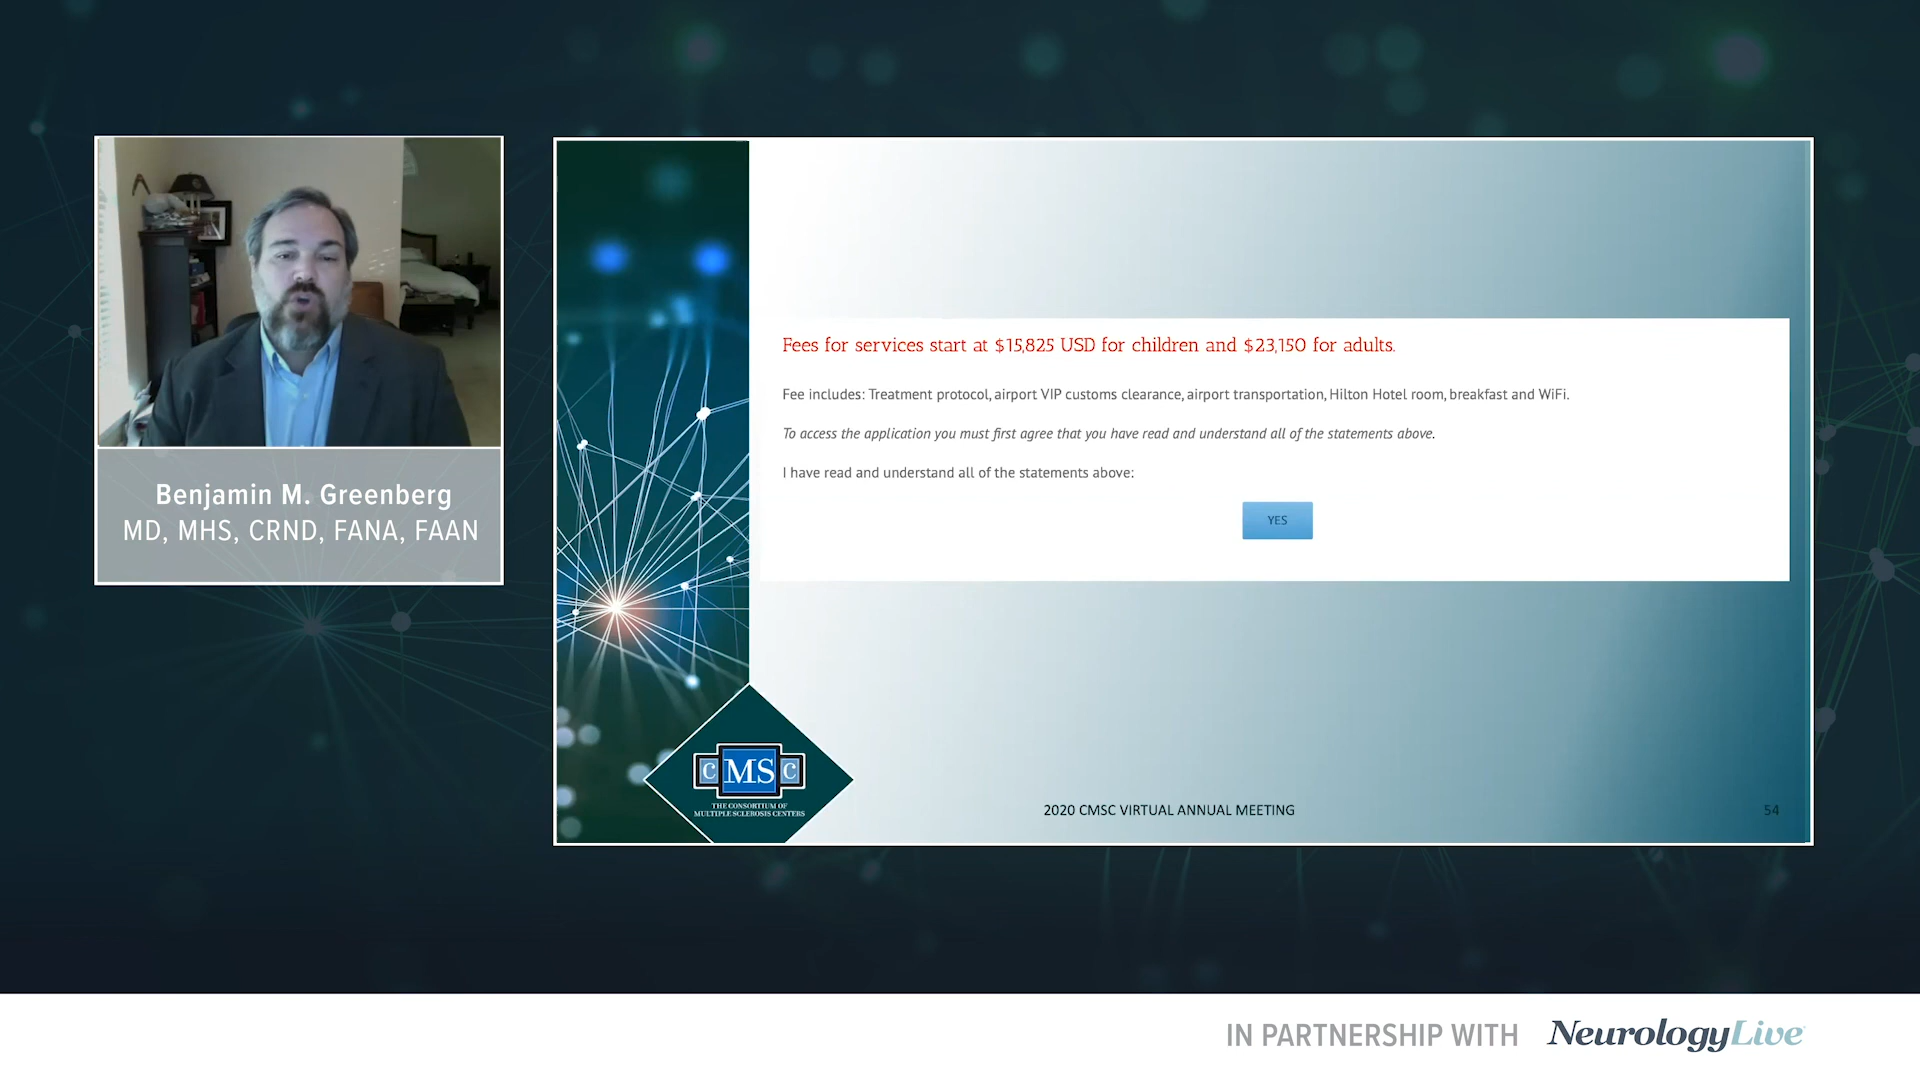 Benjamin M. Greenberg
MD, MHS, CRND, FANA, FAAN
Fees for services start at $15,825 USD for children and $23,150 for adults.
Fee includes: Treatment protocol, airport VIP customs clearance, airport transportation, Hilton Hotel room, breakfast and WiFi.
To access the application you must first agree that you have read and understand all of the statements above.
I have read and understand all of the statements above:
YES
C MS C
THE CONSORTIUM OF
MULTIPLE SCLEROSIS CENTERS
2020 CMSC VIRTUAL ANNUAL MEETING
54
IN PARTNERSHIP WITH NeurologyLive